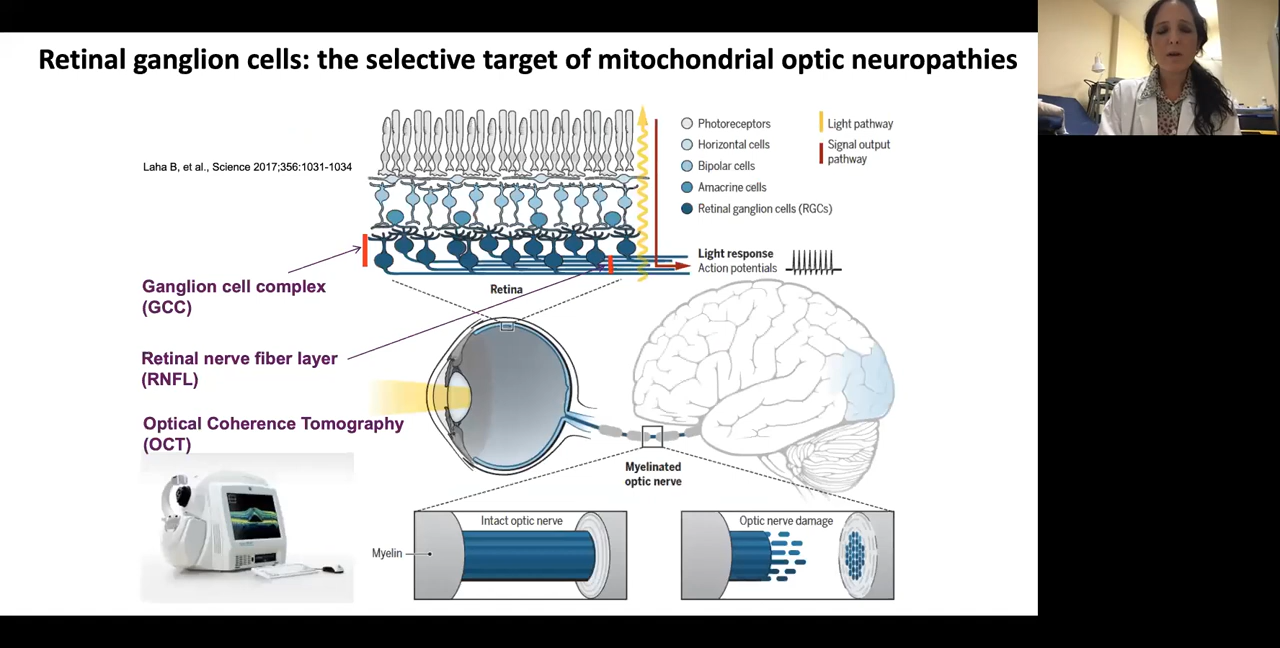 Retinal ganglion cells: the selective target of mitochondrial optic neuropathies
Laha B, et al., Science 2017;356:1031-1034
Photoreceptors
Horizontal cells
Bipolar cells
Amacrine cells
Retinal ganglion cells (RGCs)
Light pathway
Signal output
pathway
Light response
Action potentials
Retina
Ganglion cell complex
(GCC)
Retinal nerve fiber layer
(RNFL)
Optical Coherence Tomography
(OCT)
Myelinated
optic nerve
Intact optic nerve
Myelin
Optic nerve damage